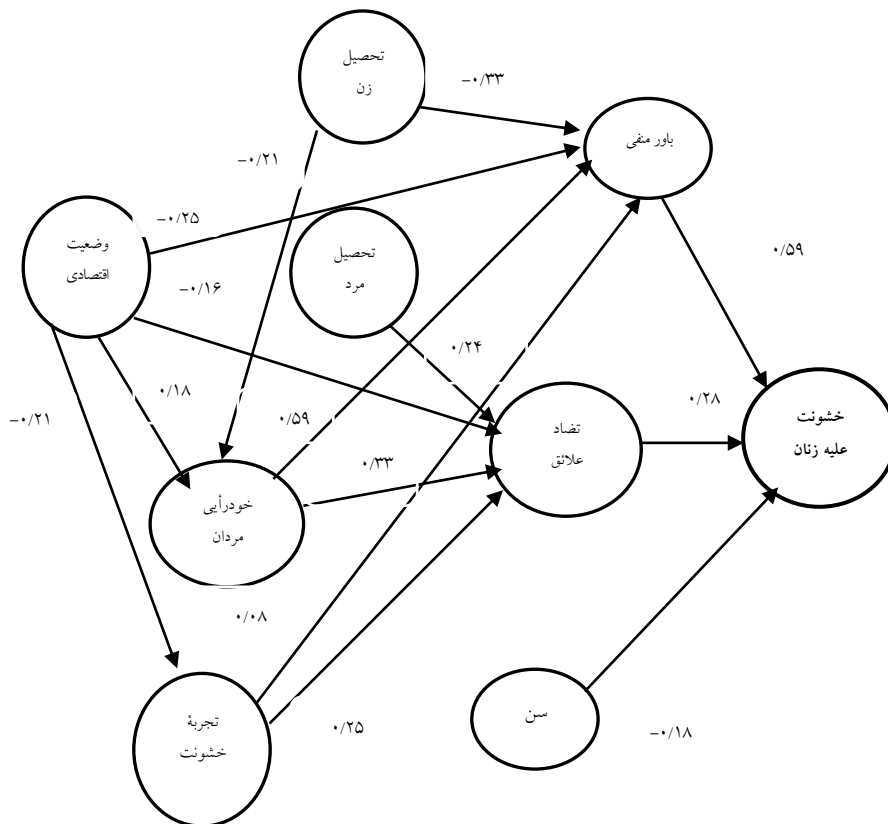 تحصیل
زن
-۰/۳۳
باور منفی
-۰/۲۱
-۰/۲۵
وضعیت
اقتصادی
تحصیل
مرد
۰/۵۹
-۰/۱۶
۰/۲۴
۰/۱۸
-۰/۲۱
۰/۵۹
تضاد
علائق
۰/۲۸
خشونت
علیه زنان
۰/۳۳
خودرأیی
مردان
۰/۰۸
تجربۀ
خشونت
۰/۲۵
سن
-۰/۱۸